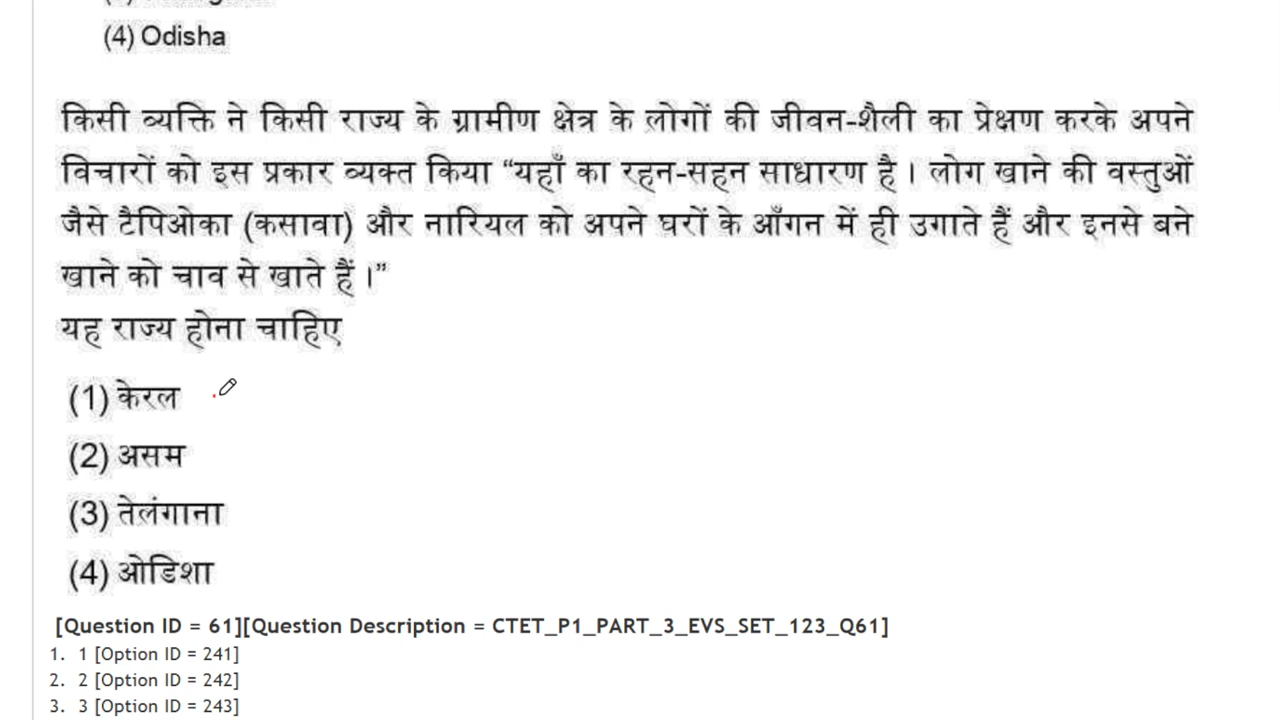 (4) Odisha
किसी व्यक्ति ने किसी राज्य के ग्रामीण क्षेत्र के लोगों की जीवन-शैली का प्रेक्षण करके अपने
विचारों को इस प्रकार व्यक्त किया “यहाँ का रहन-सहन साधारण है । लोग खाने की वस्तुओं
जैसे टैपिओका (कसावा) और नारियल को अपने घरों के आँगन में ही उगाते हैं और इनसे बने
खाने को चाव से खाते हैं ।”
यह राज्य होना चाहिए
(1) केरल
(2) असम
(3) तेलंगाना
(4) ओडिशा
[Question ID = 61][Question Description = CTET_P1_PART_3_EVS_SET_123_Q61]
1. 1 [Option ID = 241]
2. 2 [Option ID = 242]
3. 3 [Option ID = 243]